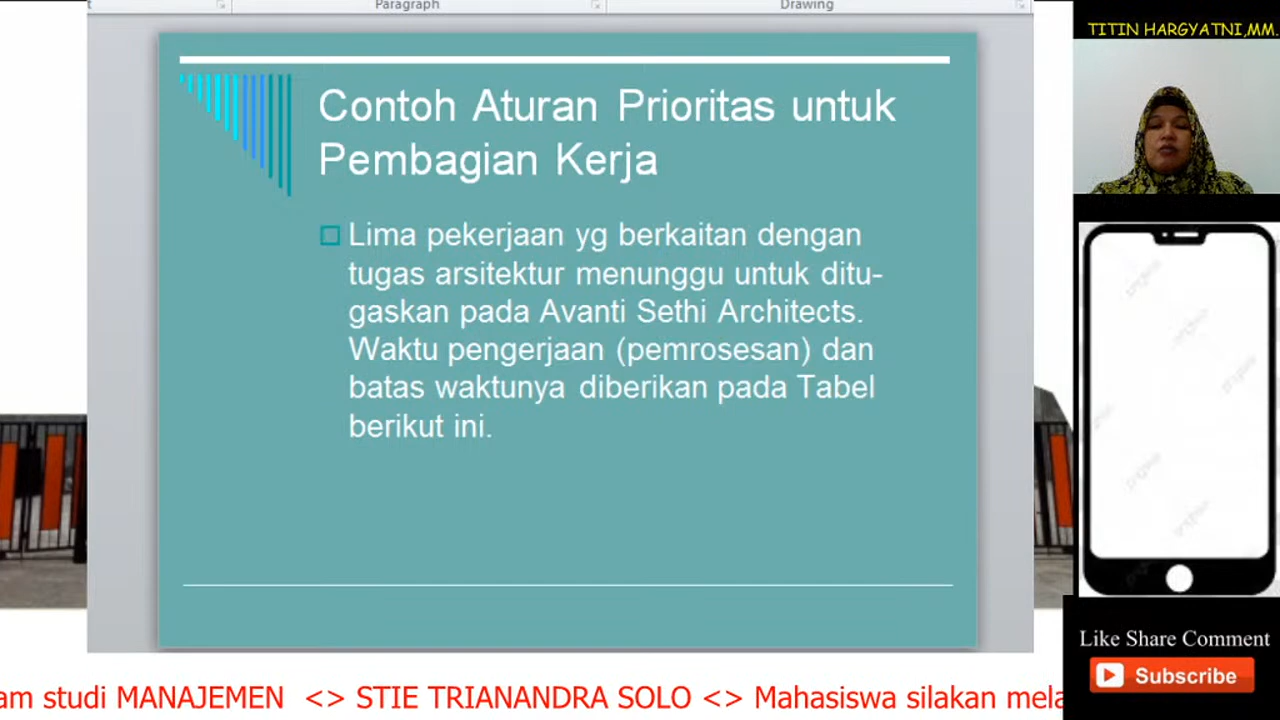 Paragraph
Drawing
TITIN HARGYATNI,MM.
Contoh Aturan Prioritas untuk
Pembagian Kerja
Lima pekerjaan yg berkaitan dengan
tugas arsitektur menunggu untuk ditu-
gaskan pada Avanti Sethi Architects.
Waktu pengerjaan (pemrosesan) dan
batas waktunya diberikan pada Tabel
berikut ini.
Like Share Comment
Subscribe
am studi MANAJEMEN <> STIE TRIANANDRA SOLO <> Mahasiswa silakan mela